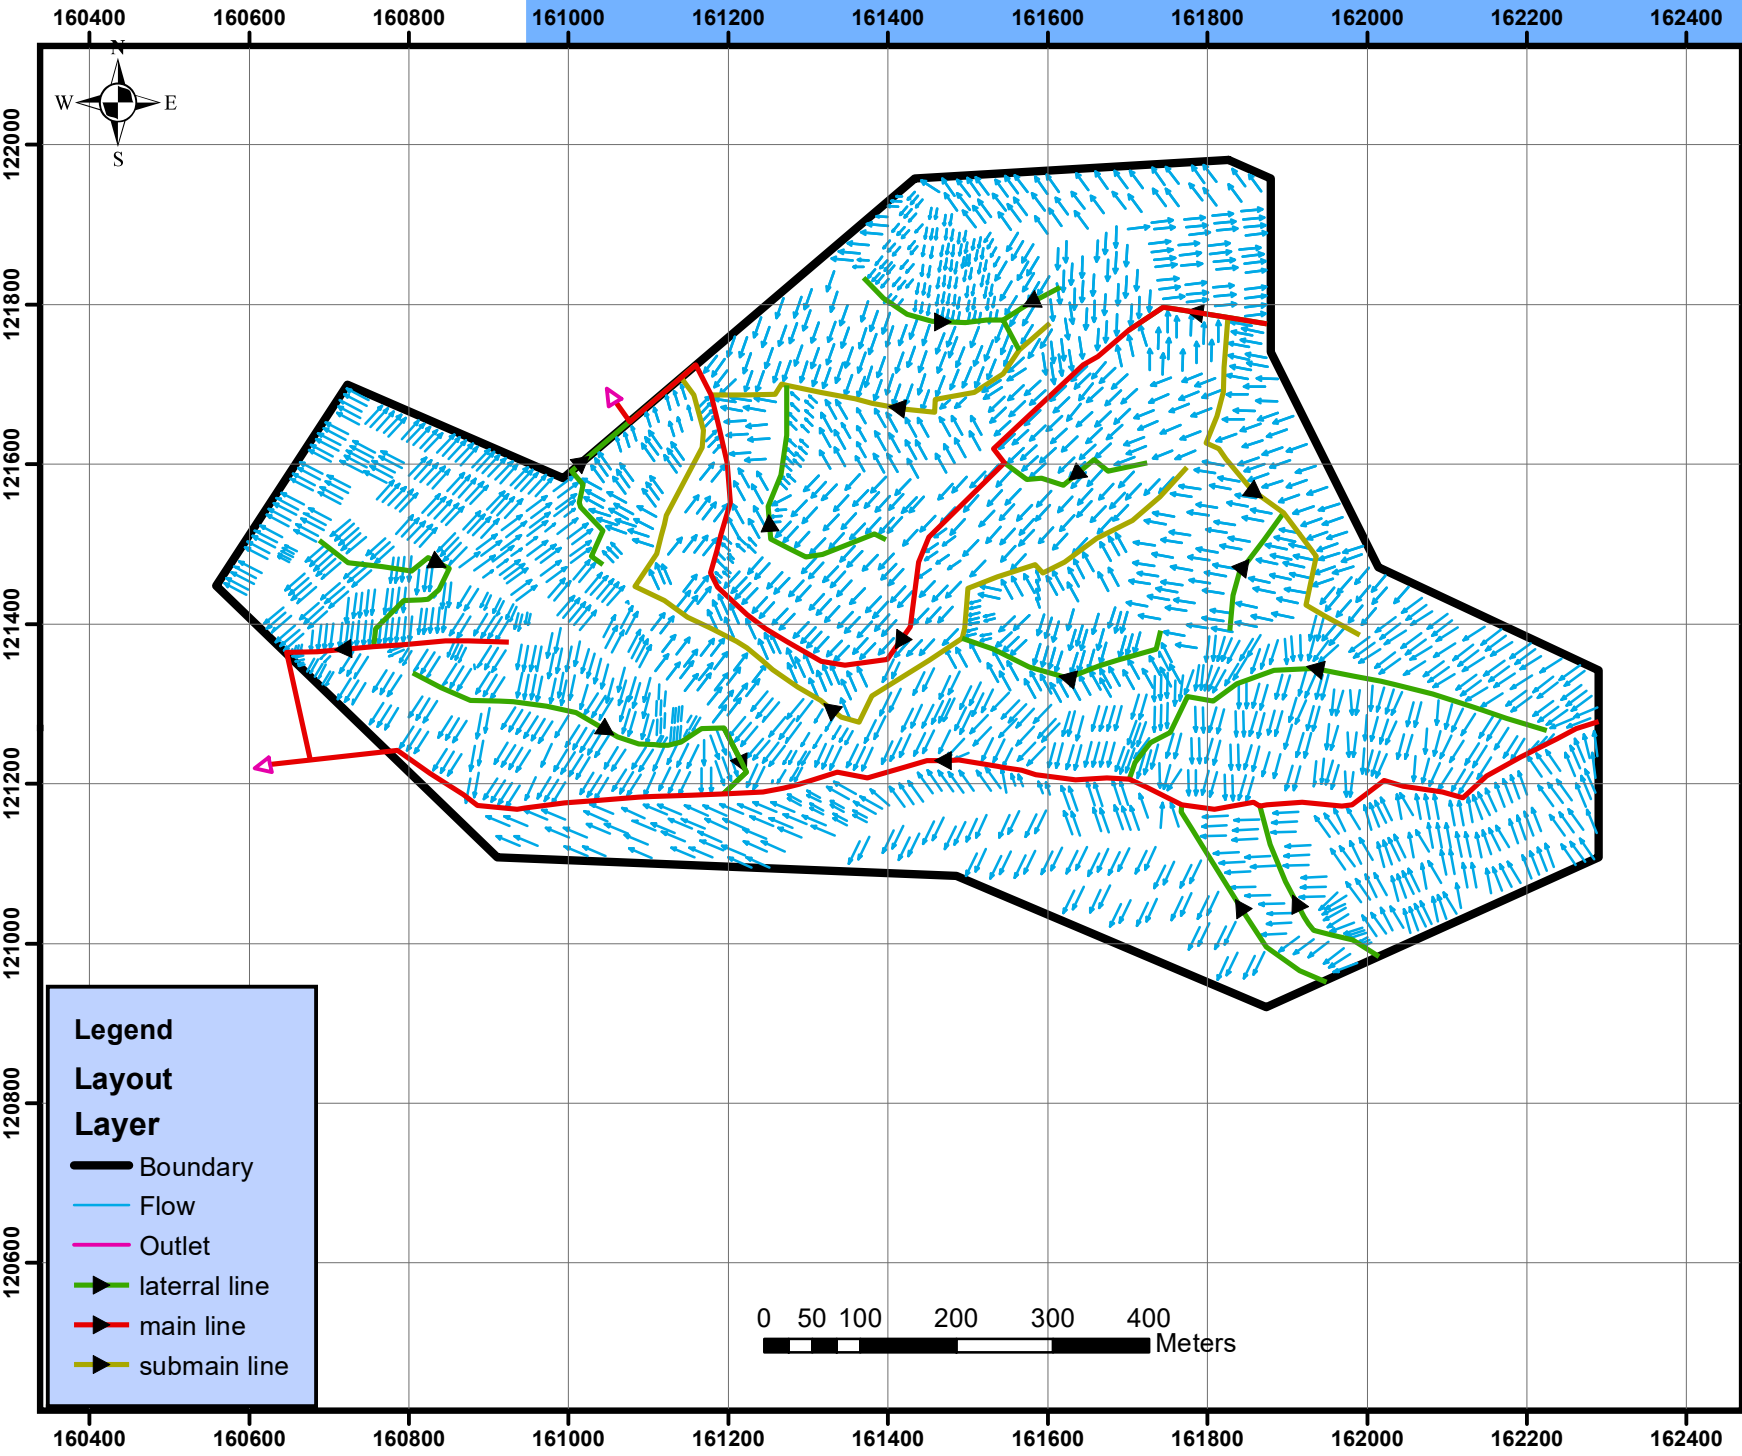 160400 160600 160800 161000 161200 161400 161600 161800 162000 162200 162400
N
W E
S
122000
121800
121600
121400
121200
121000
120800
120600
Legend
Layout
Layer
Boundary
Flow
Outlet
laterral line
main line
submain line
0 50 100 200 300 400
Meters
160400 160600 160800 161000 161200 161400 161600 161800 162000 162200 162400